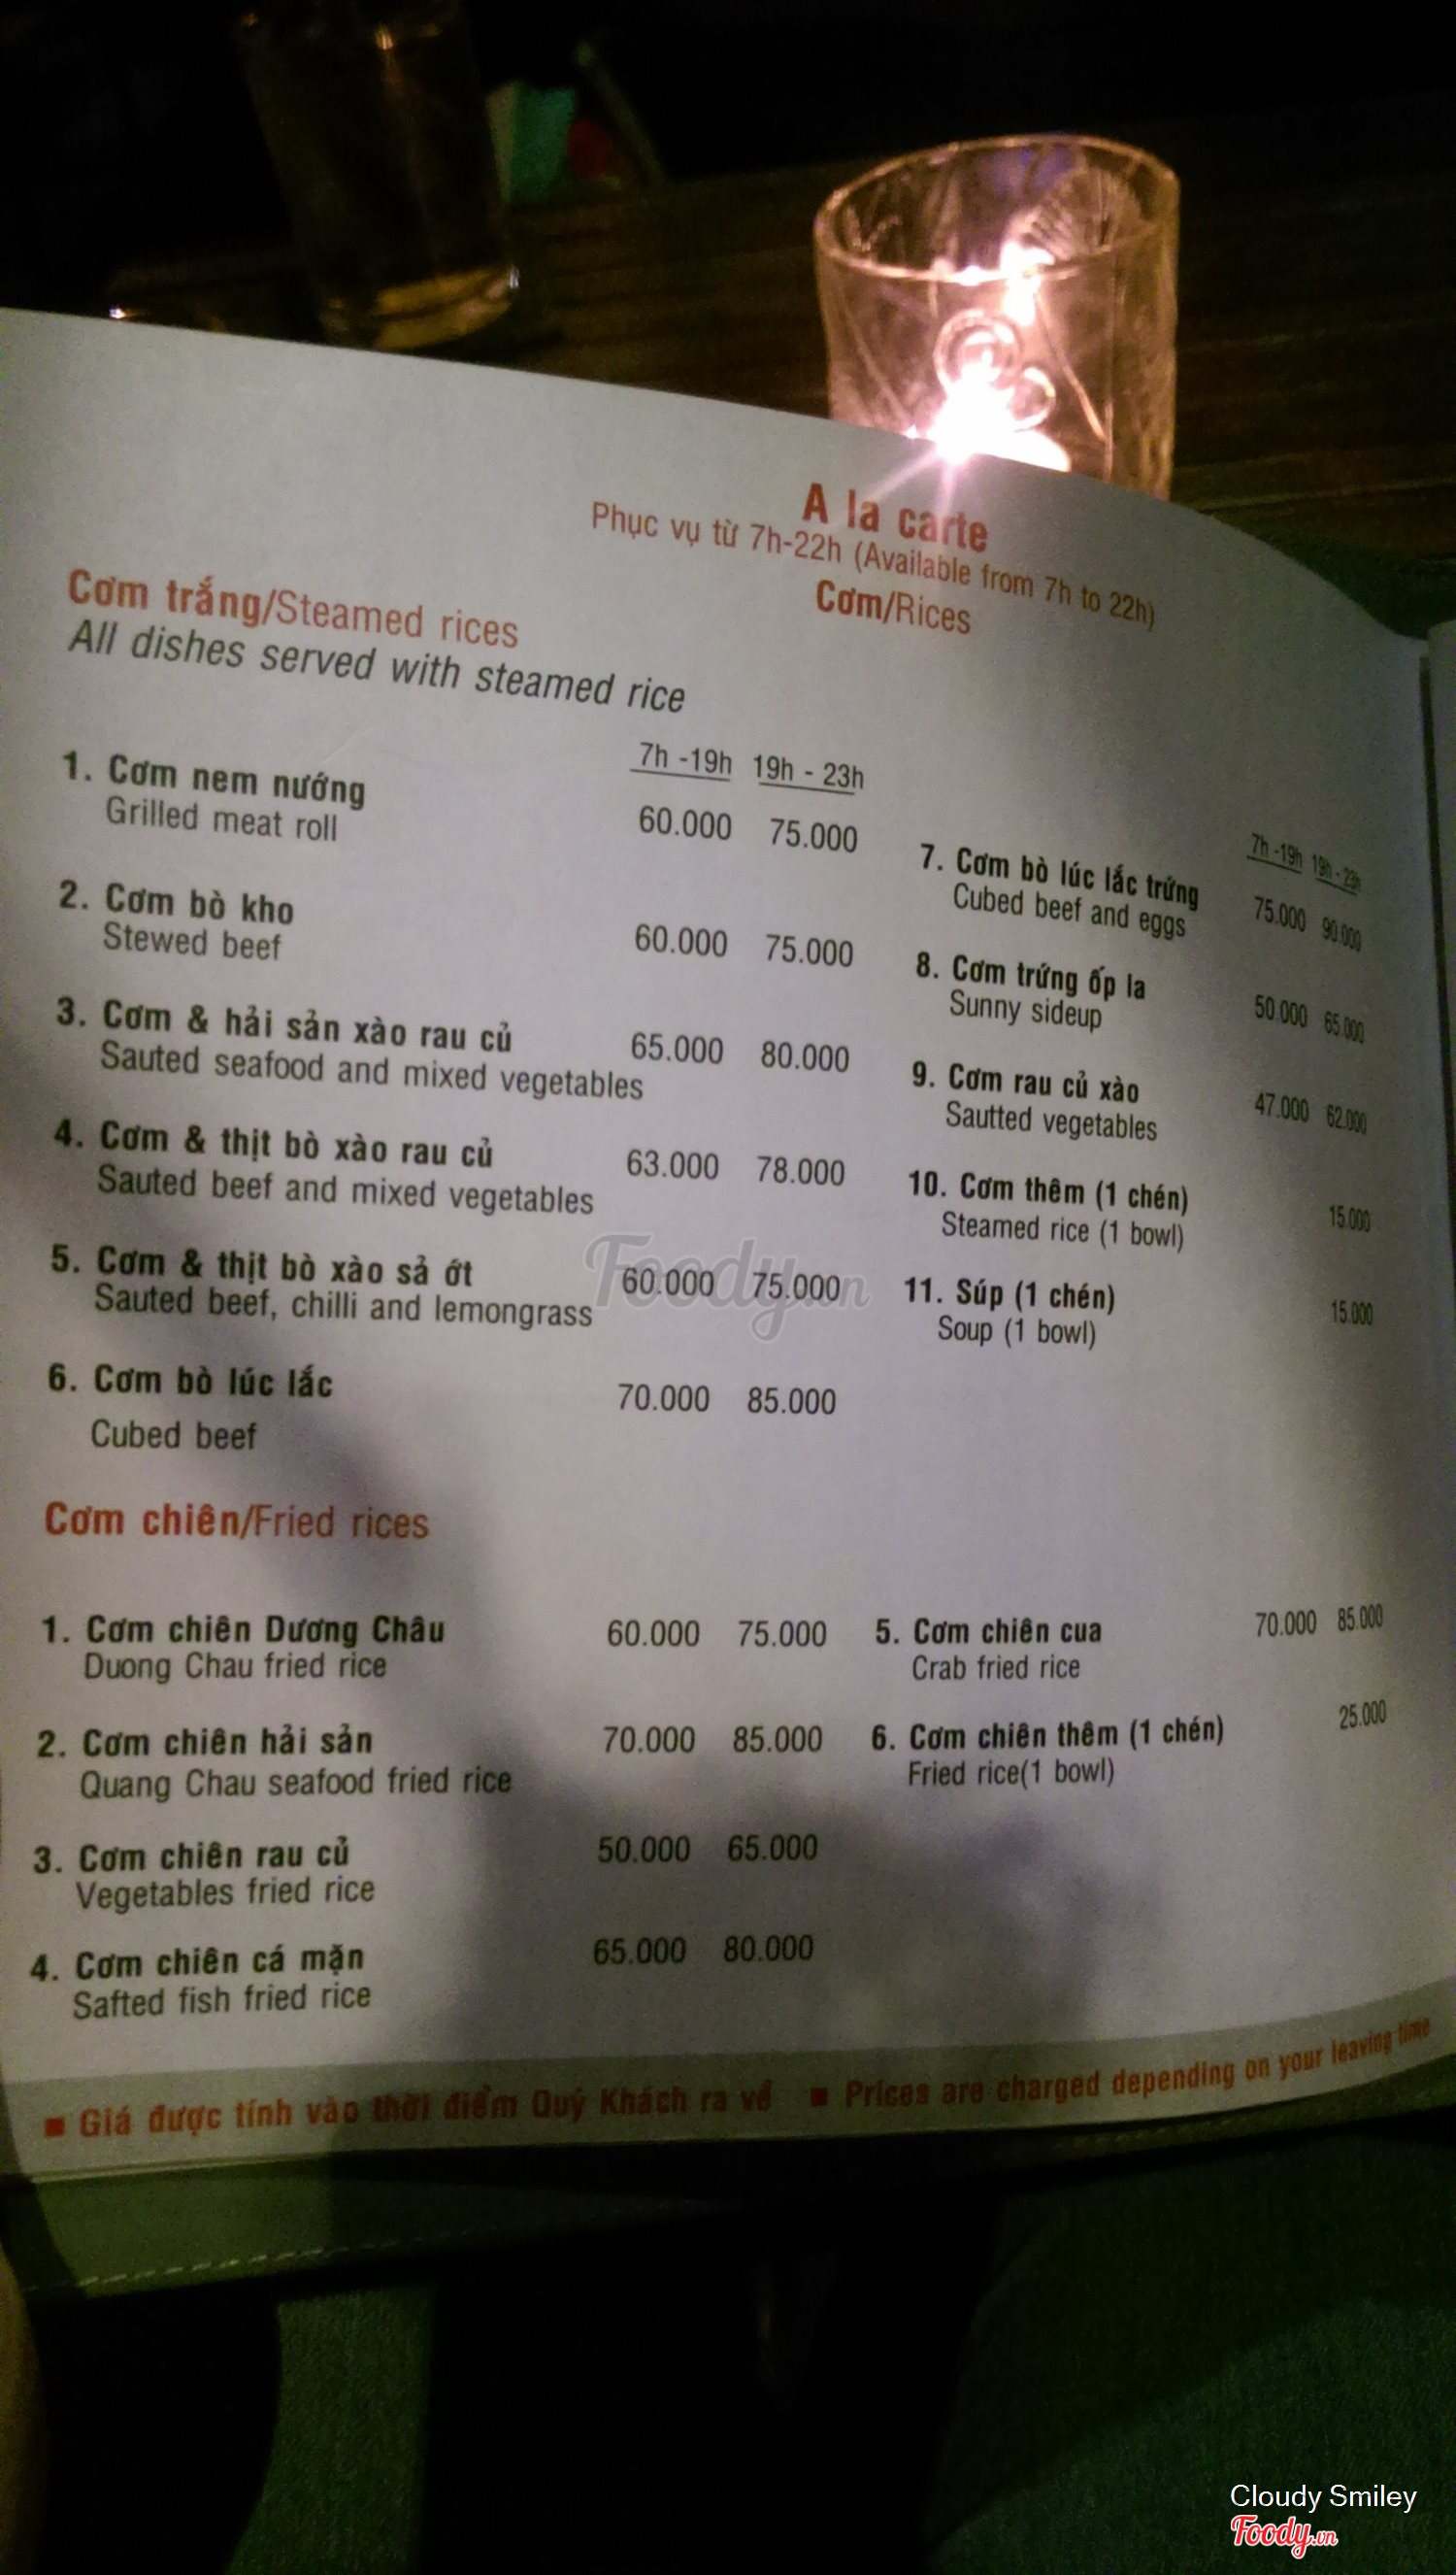 A la carte
Phục vụ từ 7h-22h (Available from 7h to 22h)
Cơm/Rices
Cơm trắng/Steamed rices
All dishes served with steamed rice
7h -19h 19h - 23h
1. Cơm nem nướng 60.000 75.000
Grilled meat roll
2. Cơm bò kho 60.000 75.000
Stewed beef
3. Cơm & hải sản xào rau củ 65.000 80.000
Sauted seafood and mixed vegetables
4. Cơm & thịt bò xào rau củ 63.000 78.000
Sauted beef and mixed vegetables
5. Cơm & thịt bò xào sả ớt 60.000 75.000
Sauted beef, chilli and lemongrass
6. Cơm bò lúc lắc 70.000 85.000
Cubed beef
7h -19h 19h - 23h
7. Cơm bò lúc lắc trứng 75.000 90.000
Cubed beef and eggs
8. Cơm trứng ốp la 50.000 65.000
Sunny sideup
9. Cơm rau củ xào 47.000 62.000
Sautted vegetables
10. Cơm thêm (1 chén) 15.000
Steamed rice (1 bowl)
11. Súp (1 chén) 15.000
Soup (1 bowl)
Cơm chiên/Fried rices
1. Cơm chiên Dương Châu 60.000 75.000
Duong Chau fried rice
2. Cơm chiên hải sản 70.000 85.000
Quang Chau seafood fried rice
3. Cơm chiên rau củ 50.000 65.000
Vegetables fried rice
4. Cơm chiên cá mặn 65.000 80.000
Safted fish fried rice
5. Cơm chiên cua 70.000 85.000
Crab fried rice
6. Cơm chiên thêm (1 chén) 25.000
Fried rice(1 bowl)
Giá được tính vào thời điểm Quý Khách ra về ■ Prices are charged depending on your leaving time
Foody.vn
Cloudy Smiley
Foody.vn